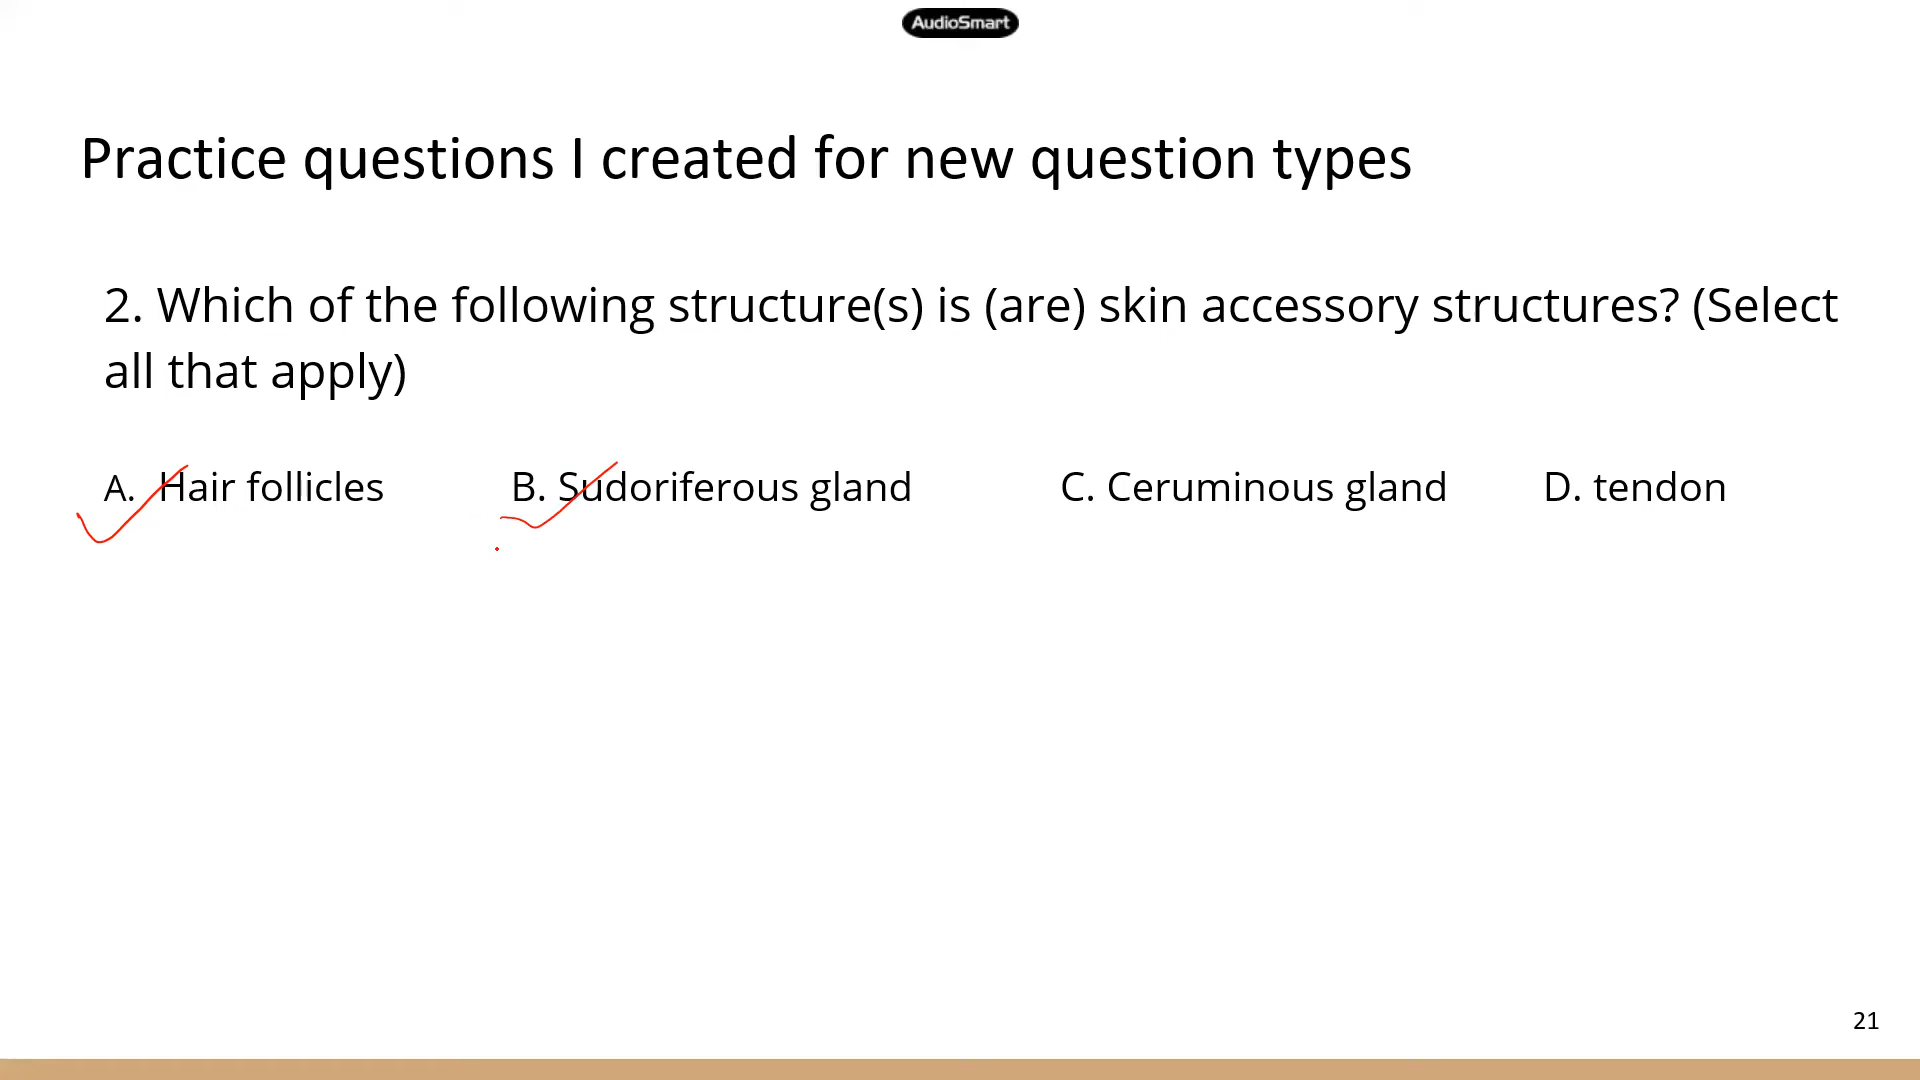 AudioSmart
Practice questions I created for new question types
2. Which of the following structure(s) is (are) skin accessory structures? (Select
all that apply)
A. Hair follicles B. Sudoriferous gland C. Ceruminous gland D. tendon
21